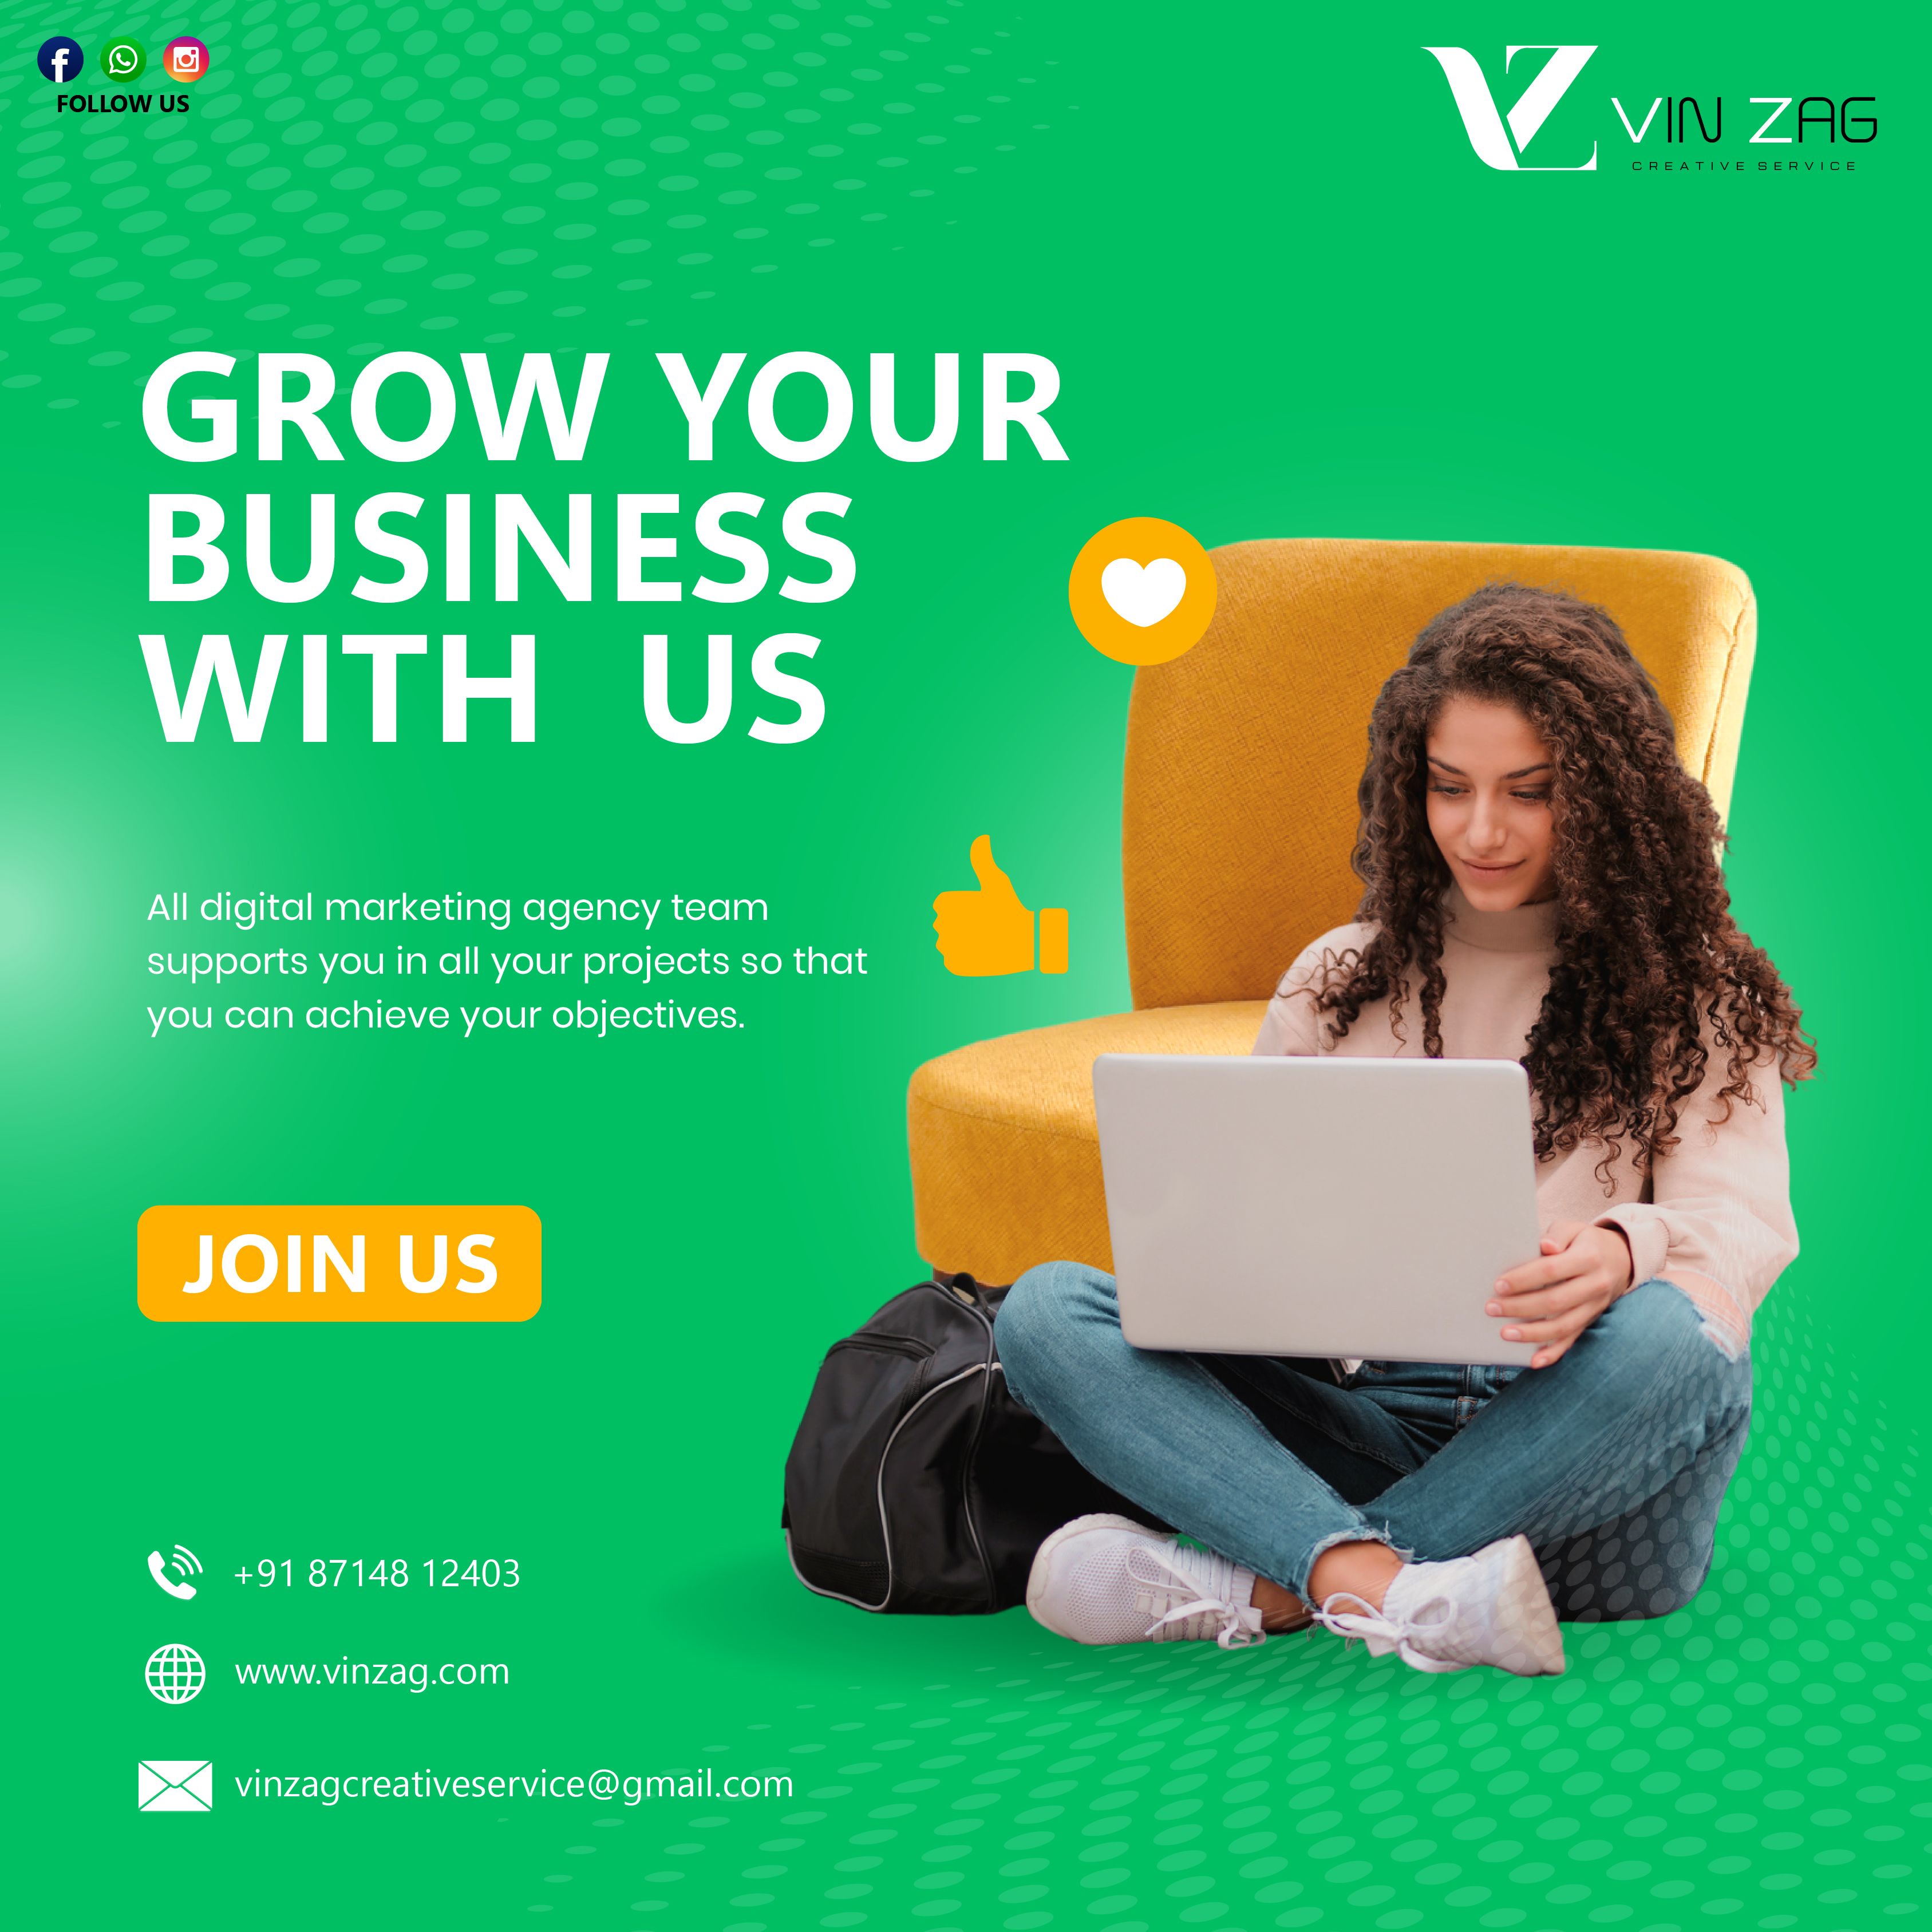 FOLLOW US
VZ
VIN ZAG
CREATIVE SERVICE
GROW YOUR
BUSINESS
WITH US
All digital marketing agency team
supports you in all your projects so that
you can achieve your objectives.
JOIN US
+91 87148 12403
www.vinzag.com
vinzagcreativeservice@gmail.com